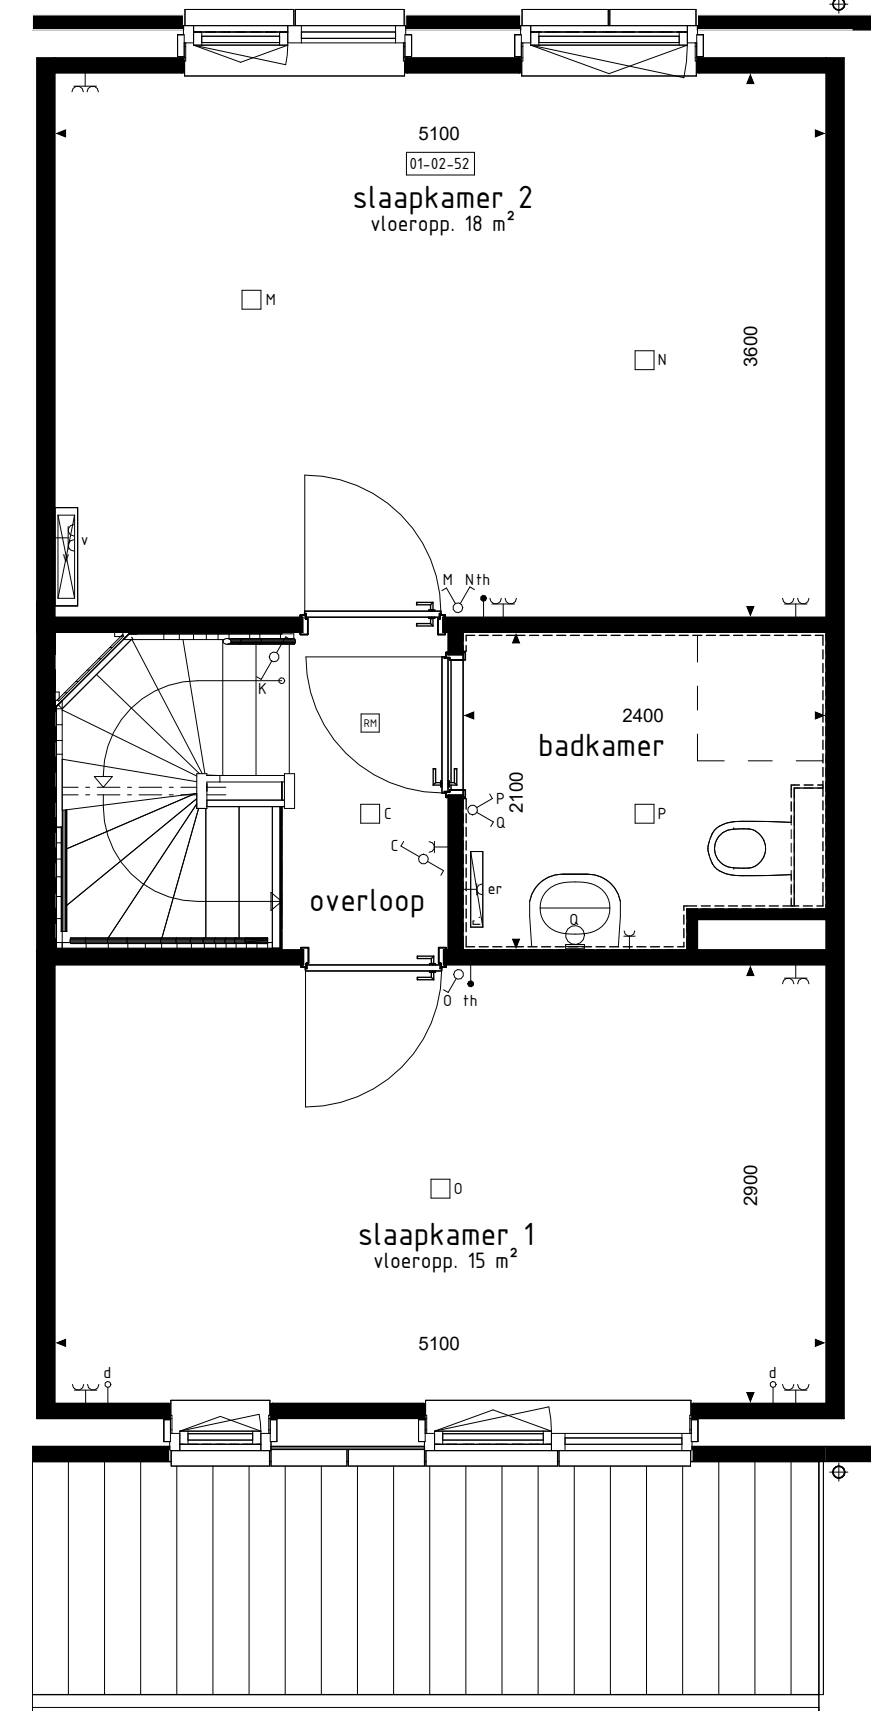 5100
01-02-52
slaapkamer 2
vloeropp. 18 m²
M
N
3600
v
M N th
K
RM
2400
badkamer
2100
P
Q
C
P
C
er
overloop
Q
O th
O
2900
slaapkamer 1
vloeropp. 15 m²
5100
d
d